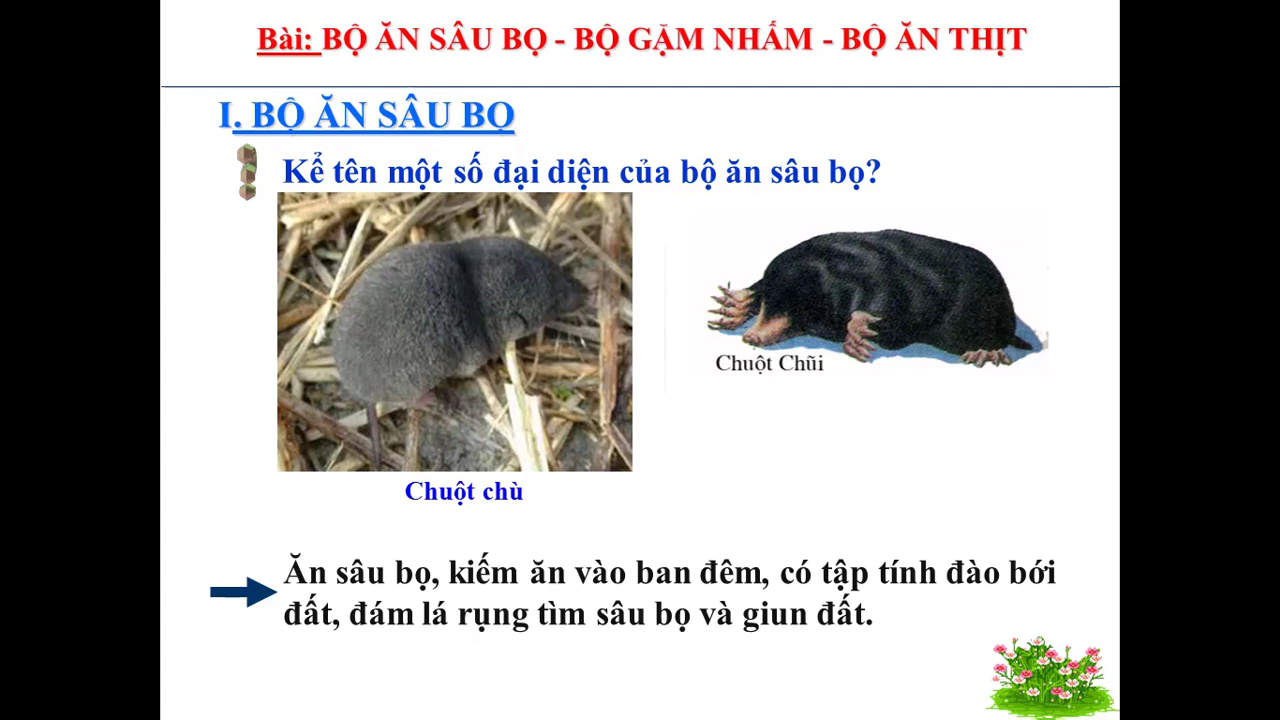 Bài: BỘ ĂN SÂU BỌ - BỘ GẶM NHẤM - BỘ ĂN THỊT
I. BỘ ĂN SÂU BỌ
Kể tên một số đại diện của bộ ăn sâu bọ?
Chuột Chũi
Chuột chù
Ăn sâu bọ, kiếm ăn vào ban đêm, có tập tính đào bới
đất, đám lá rụng tìm sâu bọ và giun đất.